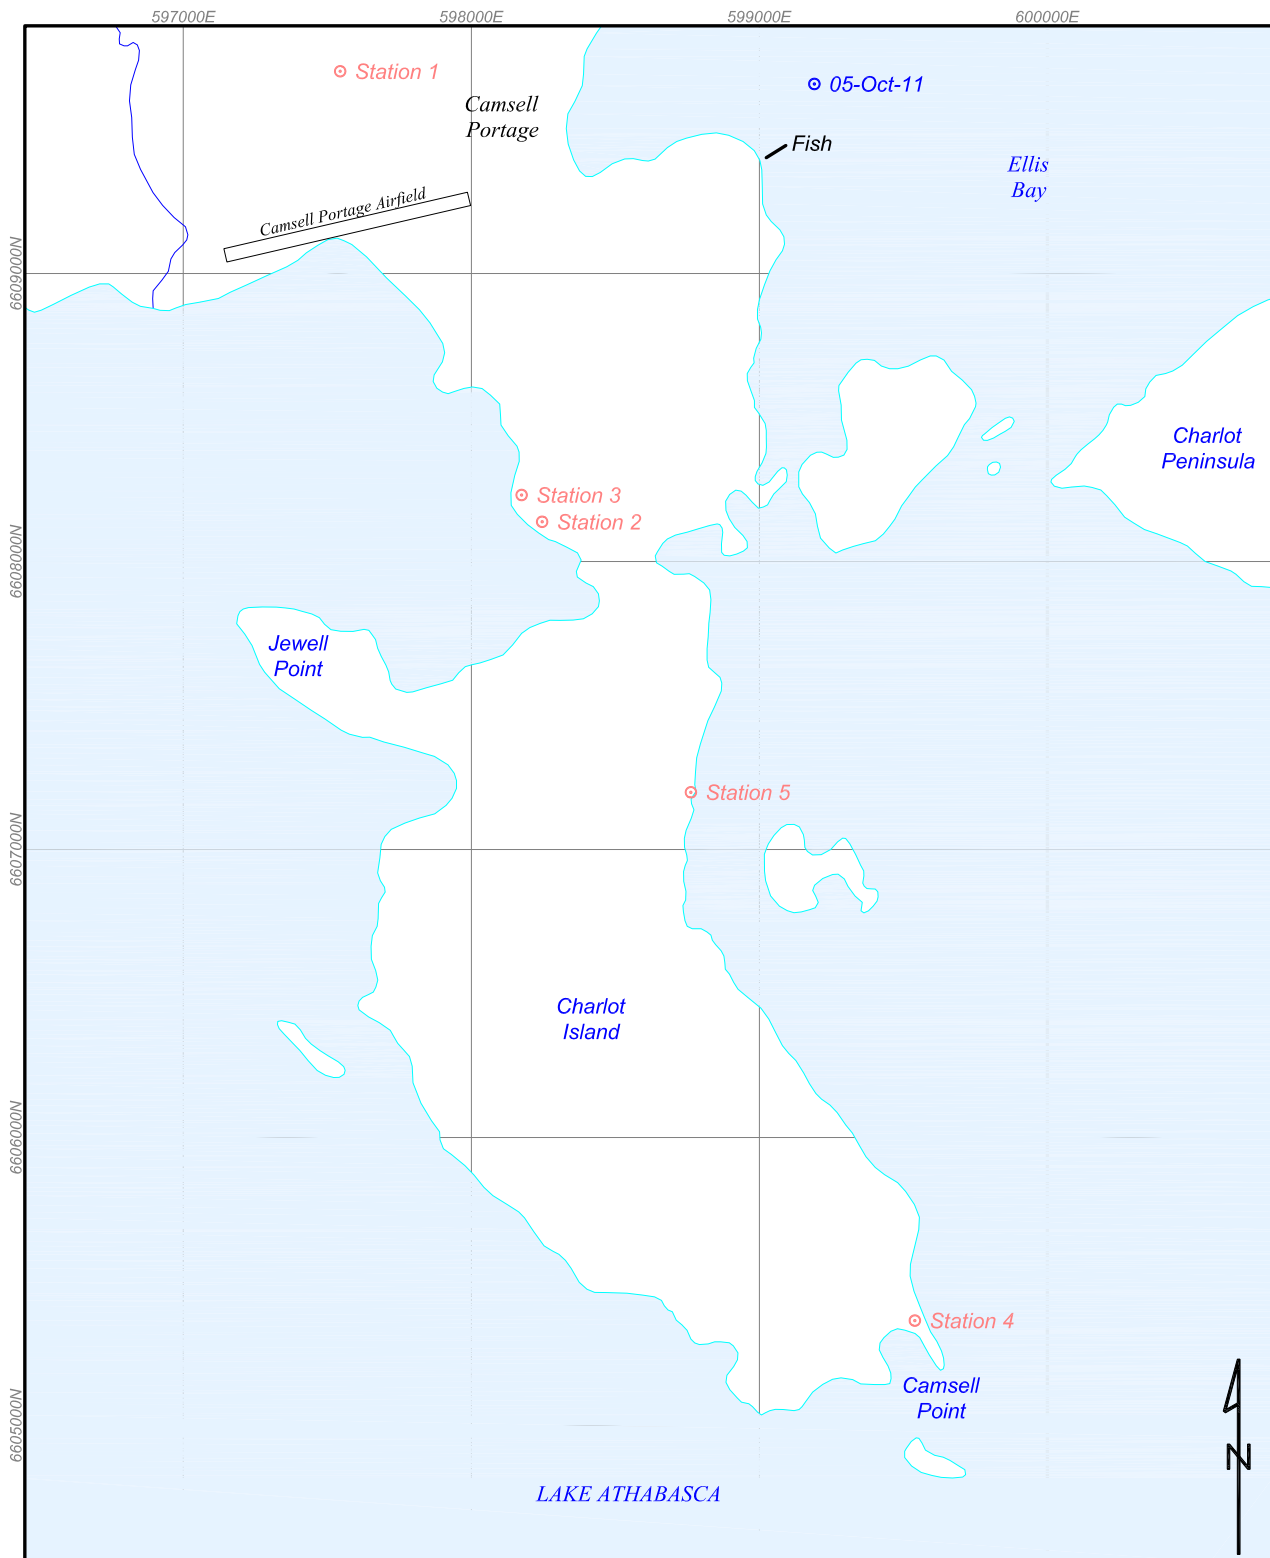 597000E
598000E
599000E
600000E
Station 1
05-Oct-11
Camsell
Portage
Fish
Ellis
Bay
Camsell Portage Airfield
6609000N
Charlot
Peninsula
Station 3
Station 2
6608000N
Jewell
Point
Station 5
6607000N
Charlot
Island
6606000N
Station 4
Camsell
Point
6605000N
N
LAKE ATHABASCA